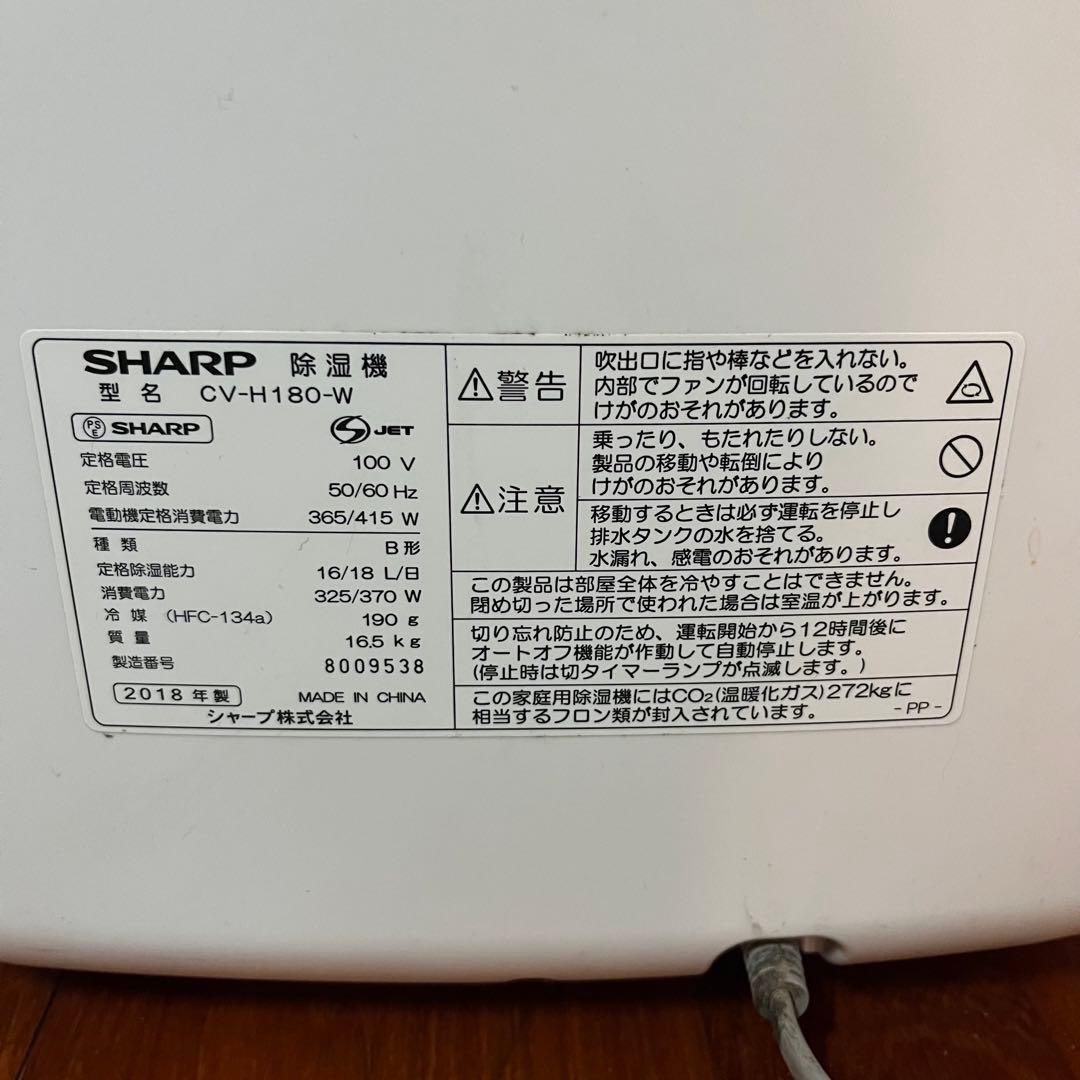 SHARP 除湿機
型名 CV-H180-W
PSE SHARP S JET
定格電圧 100 V
定格周波数 50/60 Hz
電動機定格消費電力 365/415 W
種類 B形
定格除湿能力 16/18 L/日
消費電力 325/370 W
冷媒 (HFC-134a) 190 g
質量 16.5 kg
製造番号 8009538
2018年製 MADE IN CHINA
シャープ株式会社
警告
吹出口に指や棒などを入れない。
内部でファンが回転しているので
けがのおそれがあります。
注意
乗ったり、もたれたりしない。
製品の移動や転倒により
けがのおそれがあります。
移動するときは必ず運転を停止し
排水タンクの水を捨てる。
水漏れ、感電のおそれがあります。
この製品は部屋全体を冷やすことはできません。
閉め切った場所で使われた場合は室温が上がります。
切り忘れ防止のため、運転開始から12時間後に
オートオフ機能が作動して自動停止します。
(停止時は切タイマーランプが点滅します。)
この家庭用除湿機にはCO₂(温暖化ガス)272kgに
相当するフロン類が封入されています。
- PP -